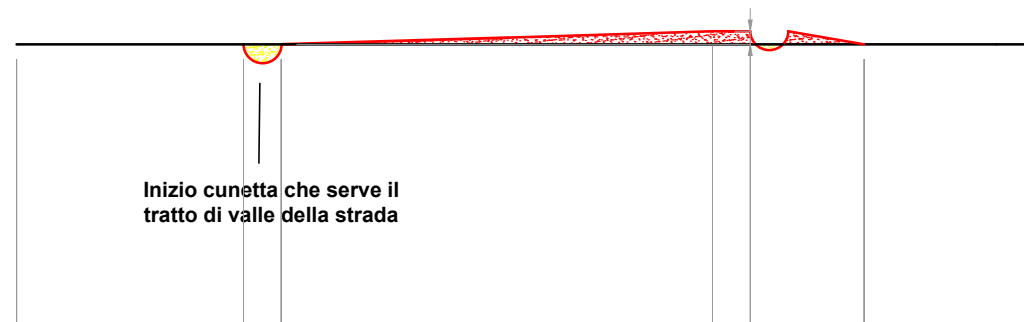 Inizio cunetta che serve il
tratto di valle della strada